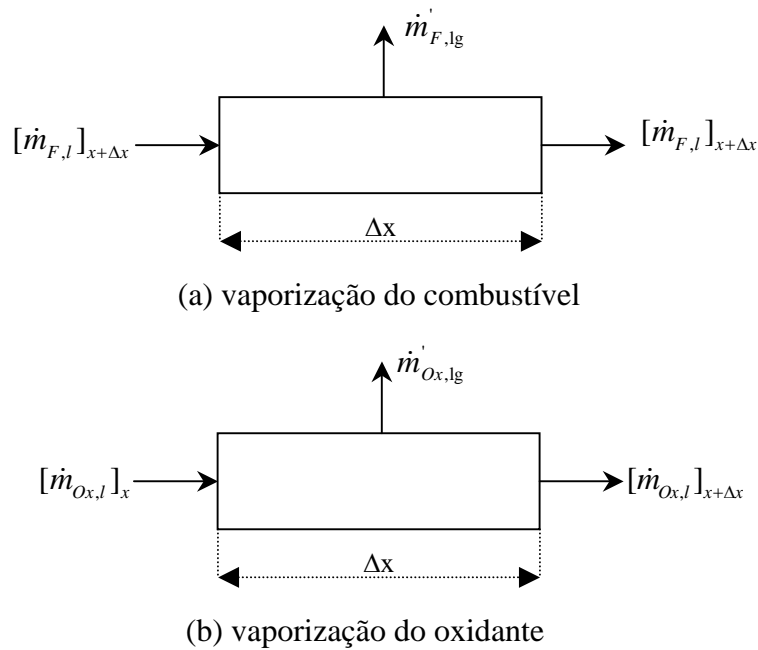 ṁ'F,lg
[ṁF,l]x+Δx [ṁF,l]x+Δx
Δx
(a) vaporização do combustível
ṁ'Ox,lg
[ṁOx,l]x [ṁOx,l]x+Δx
Δx
(b) vaporização do oxidante